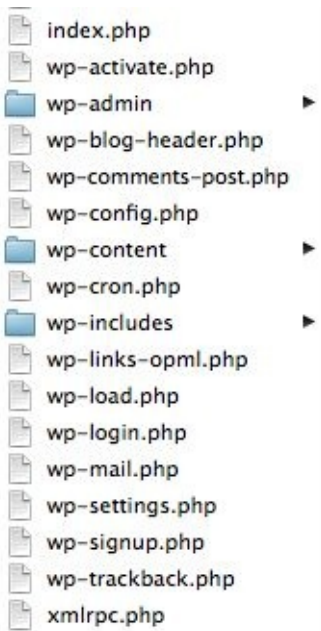 index.php
wp-activate.php
wp-admin
wp-blog-header.php
wp-comments-post.php
wp-config.php
wp-content
wp-cron.php
wp-includes
wp-links-opml.php
wp-load.php
wp-login.php
wp-mail.php
wp-settings.php
wp-signup.php
wp-trackback.php
xmlrpc.php